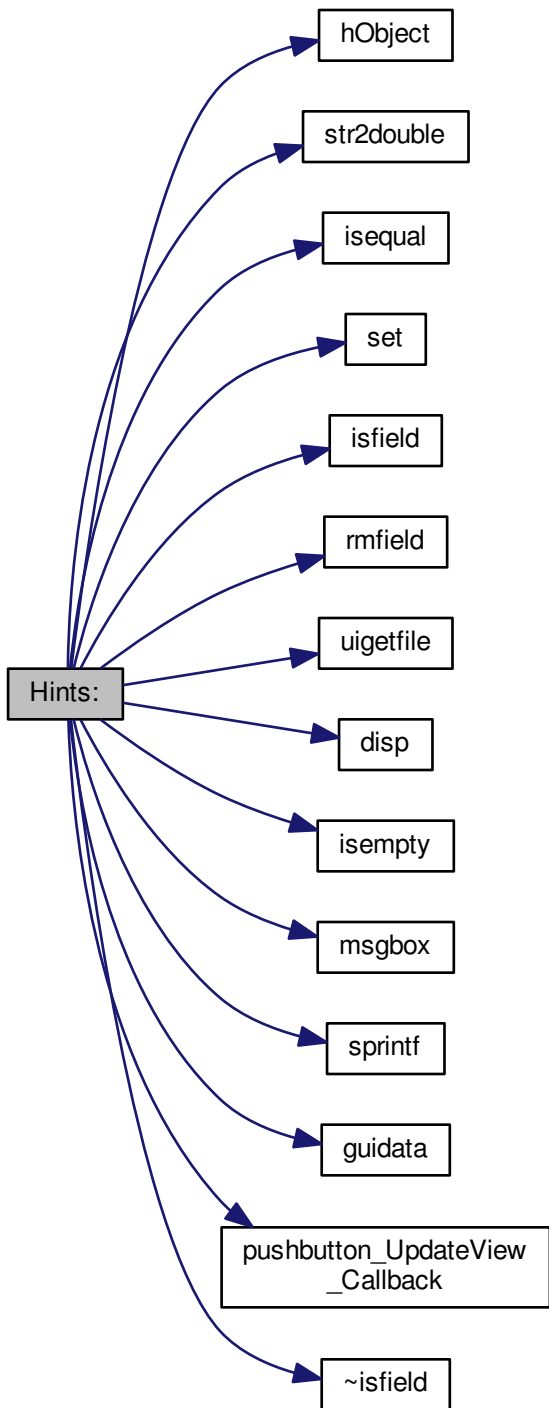 hObject
str2double
isequal
set
isfield
rmfield
uigetfile
Hints:
disp
isempty
msgbox
sprintf
guidata
pushbutton_UpdateView
_Callback
~isfield